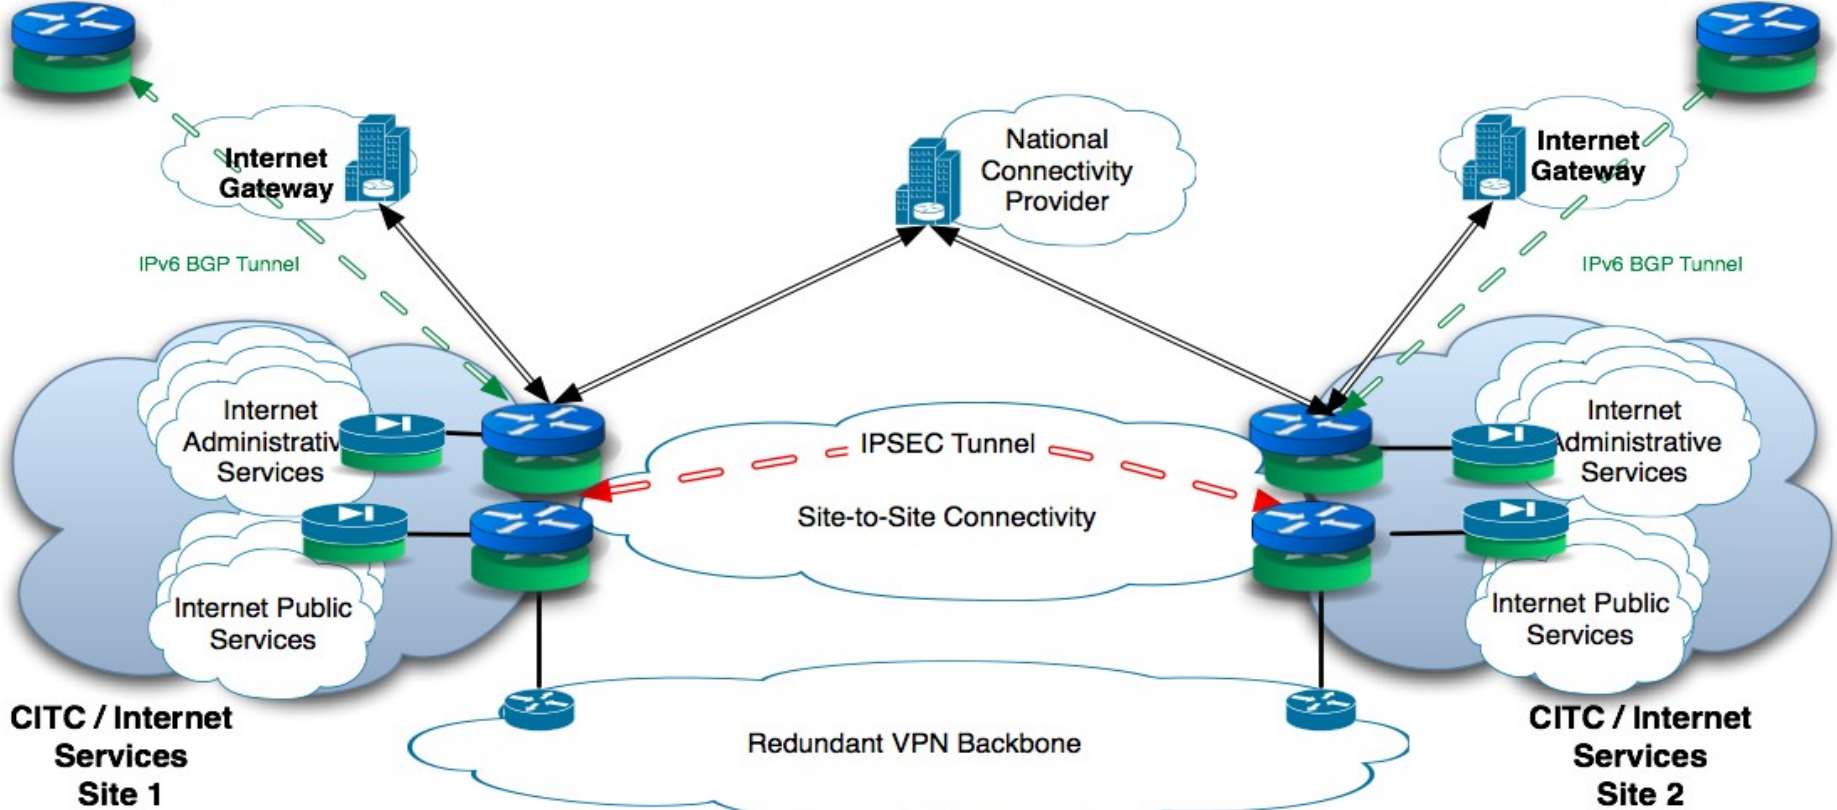 Internet
Gateway
National
Connectivity
Provider
Internet
Gateway
IPv6 BGP Tunnel
IPv6 BGP Tunnel
Internet
Administrativ
Services
IPSEC Tunnel
Internet
Administrative
Services
Site-to-Site Connectivity
Internet Public
Services
Internet Public
Services
CITC / Internet
Services
Site 1
Redundant VPN Backbone
CITC / Internet
Services
Site 2